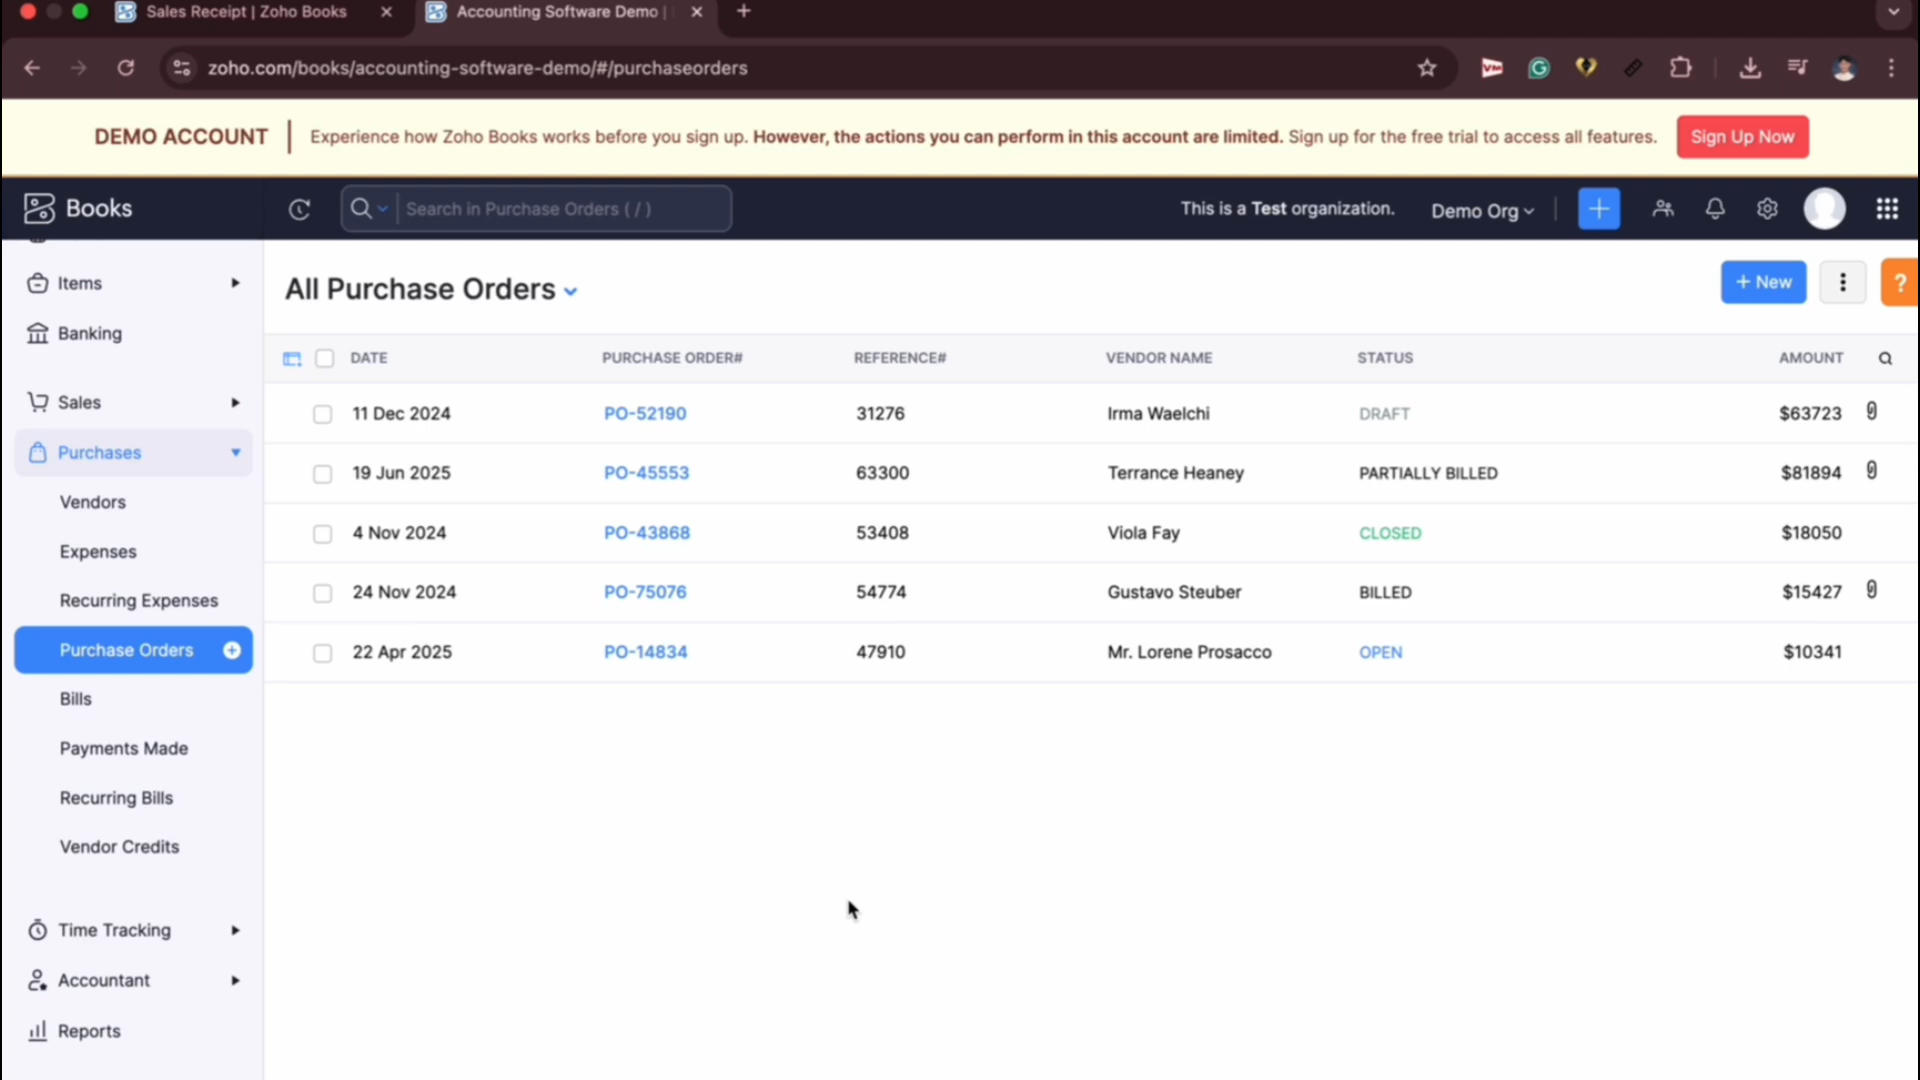 Sales Receipt | Zoho Books
Accounting Software Demo |
zoho.com/books/accounting-software-demo/#/purchaseorders
DEMO ACCOUNT
Experience how Zoho Books works before you sign up. However, the actions you can perform in this account are limited. Sign up for the free trial to access all features.
Sign Up Now
Books
Search in Purchase Orders ( / )
This is a Test organization.
Demo Org
Items
Banking
Sales
Purchases
Vendors
Expenses
Recurring Expenses
Purchase Orders
Bills
Payments Made
Recurring Bills
Vendor Credits
Time Tracking
Accountant
Reports
All Purchase Orders
+ New
?
DATE PURCHASE ORDER# REFERENCE# VENDOR NAME STATUS AMOUNT
11 Dec 2024 PO-52190 31276 Irma Waelchi DRAFT $63723
19 Jun 2025 PO-45553 63300 Terrance Heaney PARTIALLY BILLED $81894
4 Nov 2024 PO-43868 53408 Viola Fay CLOSED $18050
24 Nov 2024 PO-75076 54774 Gustavo Steuber BILLED $15427
22 Apr 2025 PO-14834 47910 Mr. Lorene Prosacco OPEN $10341